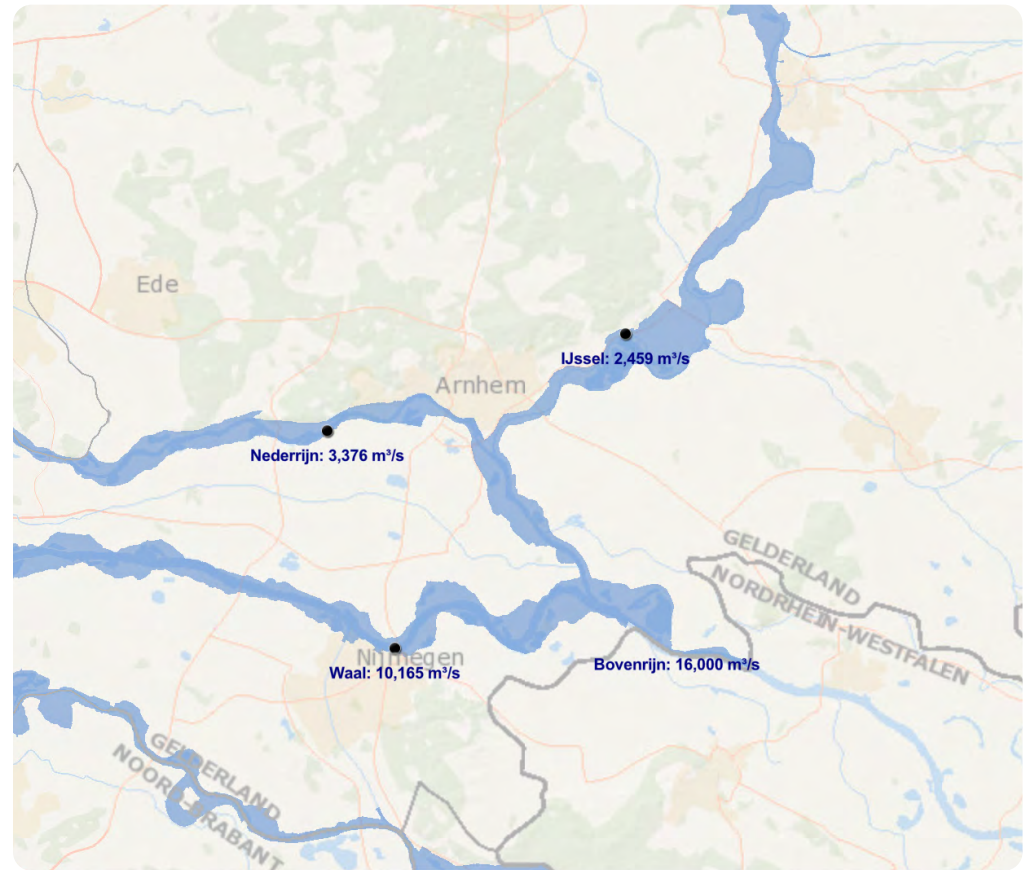 Ede
IJssel: 2,459 m³/s
Arnhem
Nederrijn: 3,376 m³/s
GELDERLAND
NORDRHEIN-WESTFALEN
Nijmegen
Bovenrijn: 16,000 m³/s
Waal: 10,165 m³/s
GELDERLAND
NOORD-BRABANT